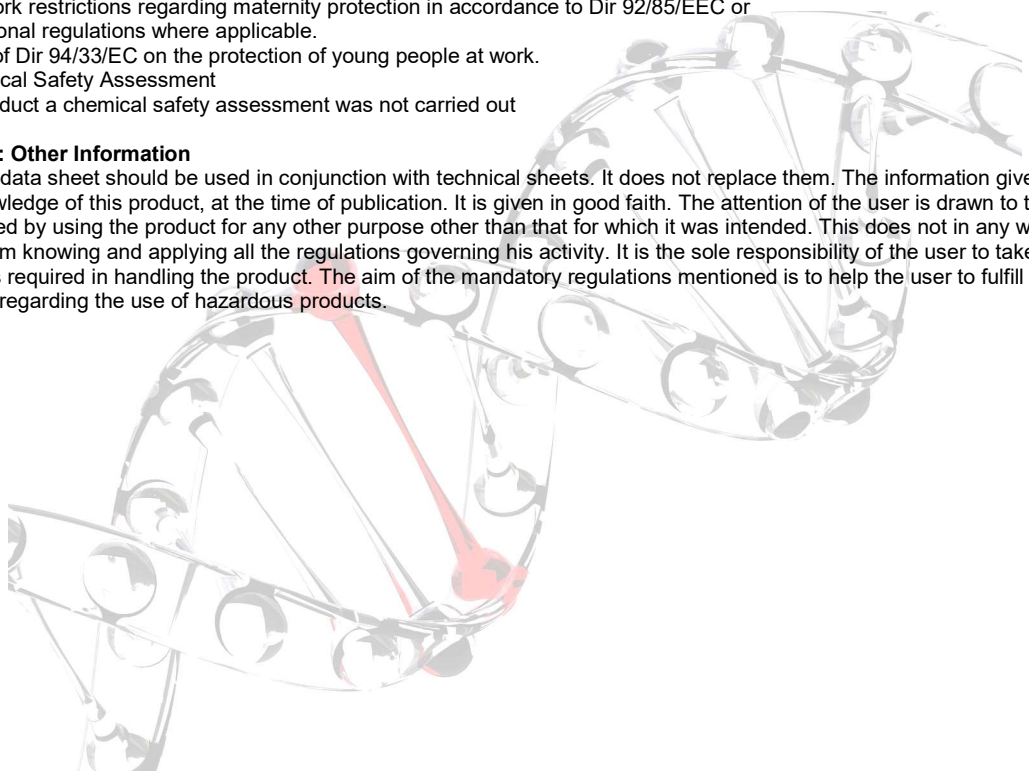 ork restrictions regarding maternity protection in accordance to Dir 92/85/EEC or
onal regulations where applicable.
of Dir 94/33/EC on the protection of young people at work.
cal Safety Assessment
duct a chemical safety assessment was not carried out
: Other Information
data sheet should be used in conjunction with technical sheets. It does not replace them. The information give
wledge of this product, at the time of publication. It is given in good faith. The attention of the user is drawn to t
ed by using the product for any other purpose other than that for which it was intended. This does not in any w
m knowing and applying all the regulations governing his activity. It is the sole responsibility of the user to take
s required in handling the product. The aim of the mandatory regulations mentioned is to help the user to fulfill
regarding the use of hazardous products.